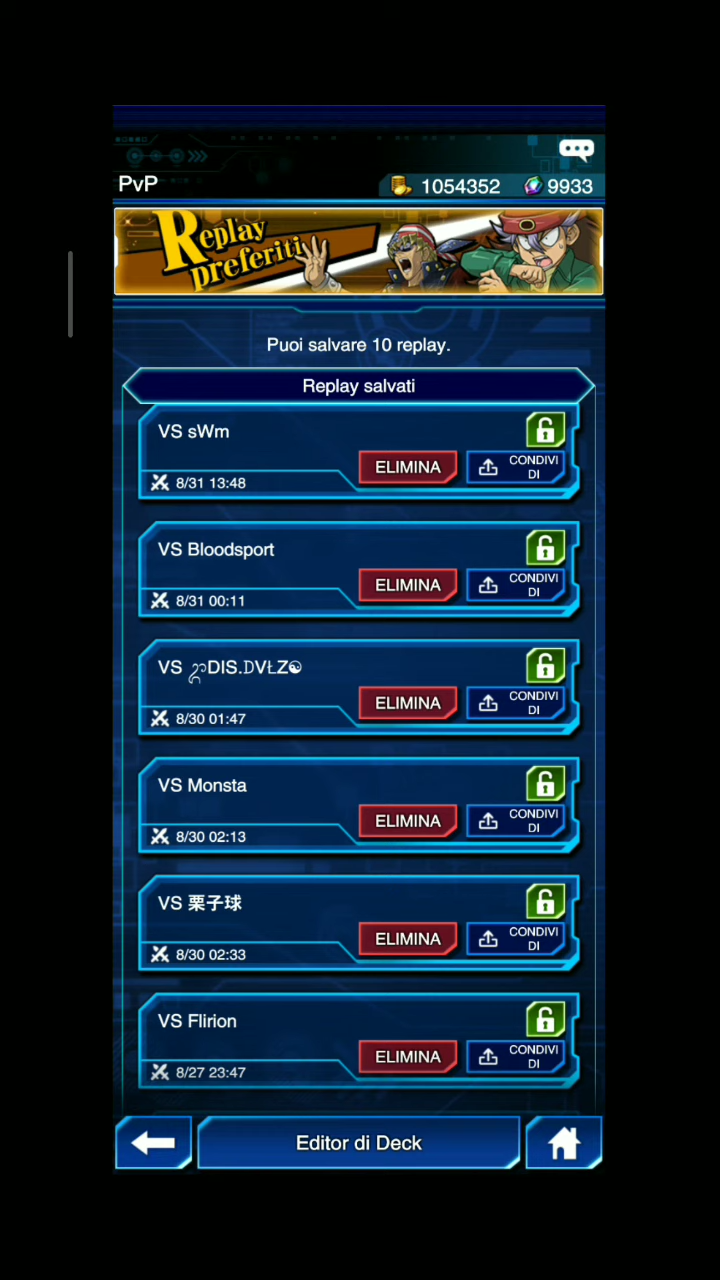 PvP
1054352
9933
Replay
preferiti
Puoi salvare 10 replay.
Replay salvati
VS sWm
ELIMINA
CONDIVI
DI
8/31 13:48
VS Bloodsport
ELIMINA
CONDIVI
DI
8/31 00:11
DIS.DVŁZ☯
ELIMINA
CONDIVI
DI
8/30 01:47
VS Monsta
ELIMINA
CONDIVI
DI
8/30 02:13
VS 栗子球
ELIMINA
CONDIVI
DI
8/30 02:33
VS Flirion
ELIMINA
CONDIVI
DI
8/27 23:47
Editor di Deck